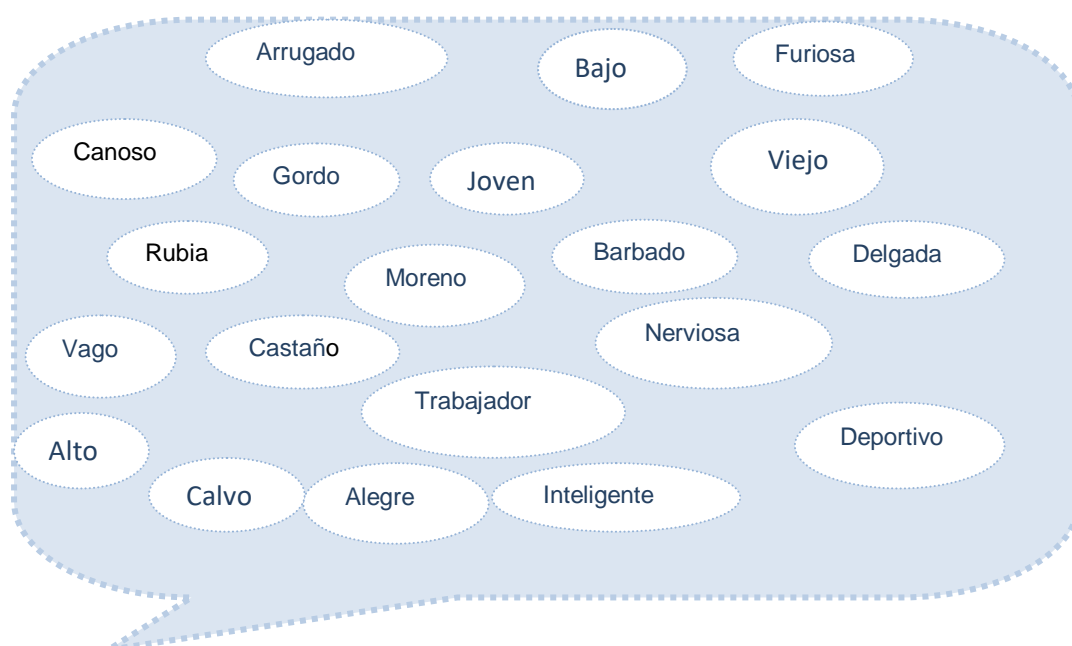 Arrugado
Bajo
Furiosa
Canoso
Gordo
Joven
Viejo
Rubia
Moreno
Barbado
Delgada
Vago
Castaño
Nerviosa
Trabajador
Alto
Deportivo
Calvo
Alegre
Inteligente